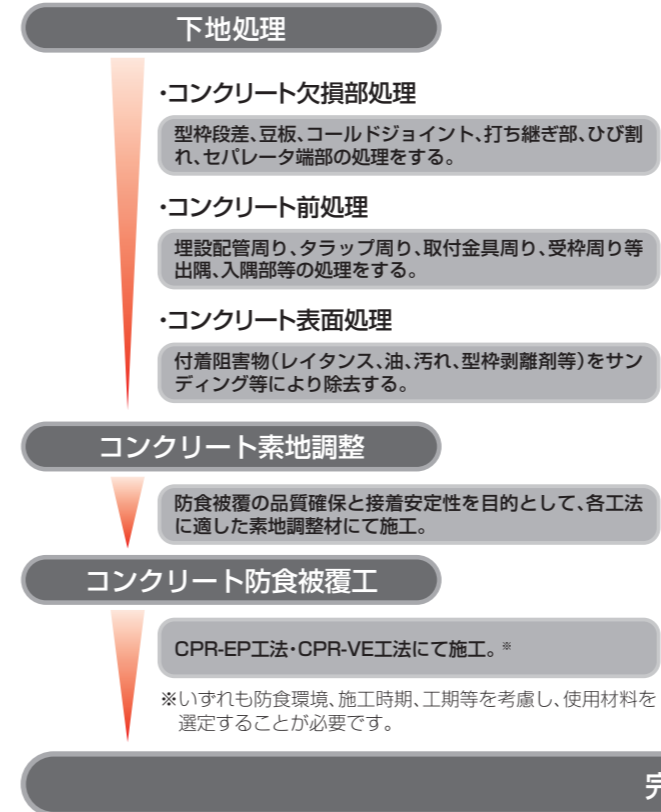 下地処理
・コンクリート欠損部処理
型枠段差、豆板、コールドジョイント、打ち継ぎ部、ひび割
れ、セパレータ端部の処理をする。
・コンクリート前処理
埋設配管周り、タラップ周り、取付金具周り、受枠周り等
出隅、入隅部等の処理をする。
・コンクリート表面処理
付着阻害物(レイタンス、油、汚れ、型枠剥離剤等)をサン
ディング等により除去する。
コンクリート素地調整
防食被覆の品質確保と接着安定性を目的として、各工法
に適した素地調整材にて施工。
コンクリート防食被覆工
CPR-EP工法・CPR-VE工法にて施工。※
※いずれも防食環境、施工時期、工期等を考慮し、使用材料を
選定することが必要です。